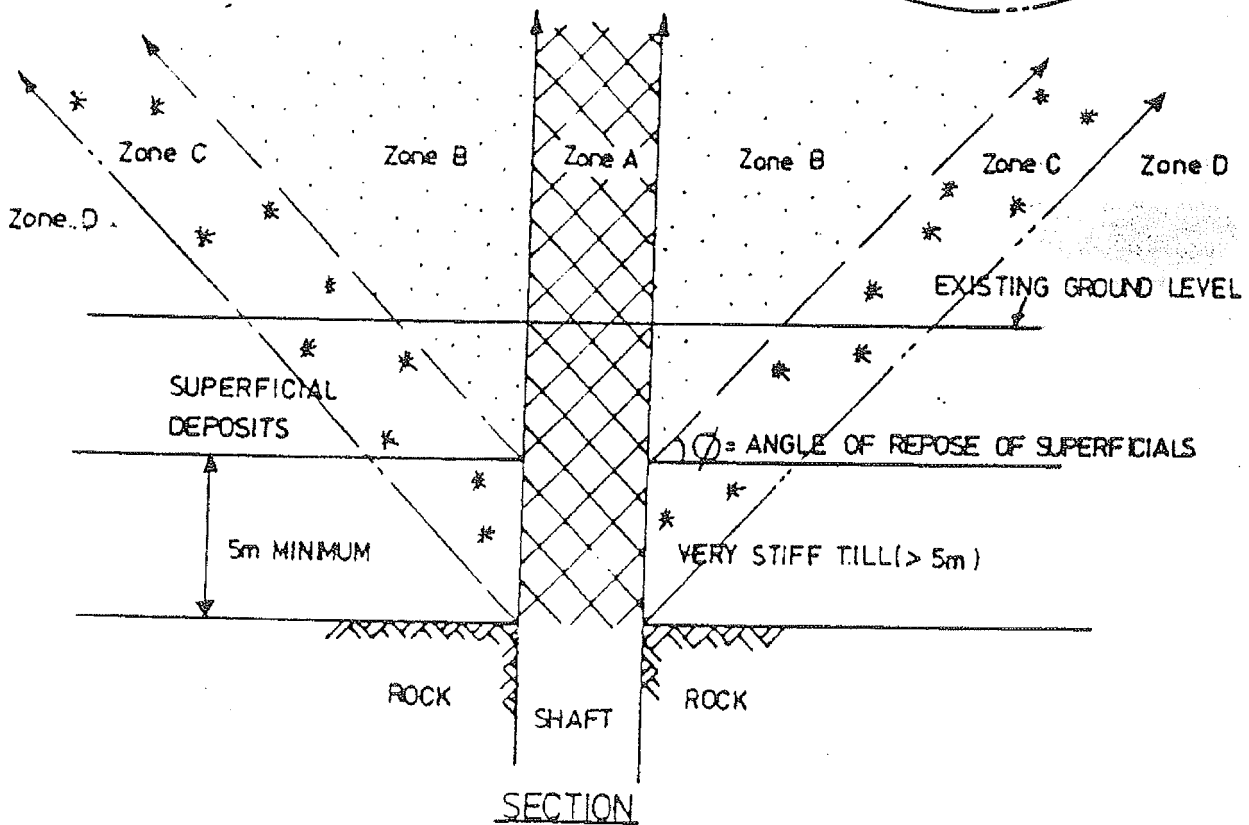 Zone C
Zone B
Zone A
Zone B
Zone C
Zone D
Zone D
EXISTING GROUND LEVEL
SUPERFICIAL
DEPOSITS
Ø = ANGLE OF REPOSE OF SUPERFICIALS
5m MINIMUM
VERY STIFF TILL (> 5m)
ROCK
SHAFT
ROCK
SECTION